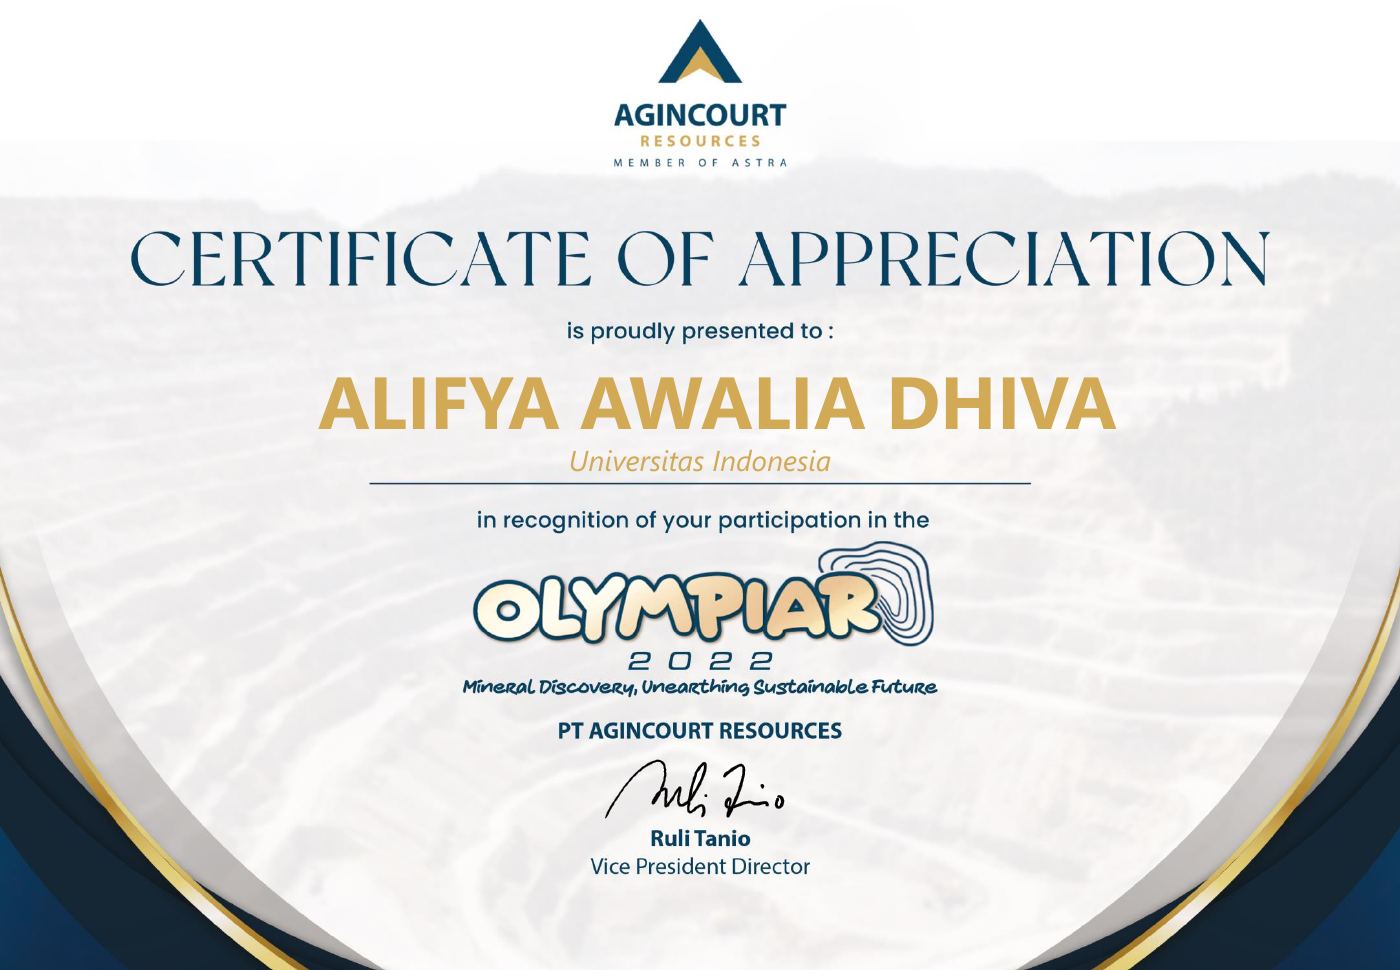 AGINCOURT
RESOURCES
MEMBER OF ASTRA
CERTIFICATE OF APPRECIATION
is proudly presented to :
ALIFYA AWALIA DHIVA
Universitas Indonesia
in recognition of your participation in the
OLYMPIAR
2022
Mineral Discovery, Unearthing Sustainable Future
PT AGINCOURT RESOURCES
Ruli Tanio
Ruli Tanio
Vice President Director